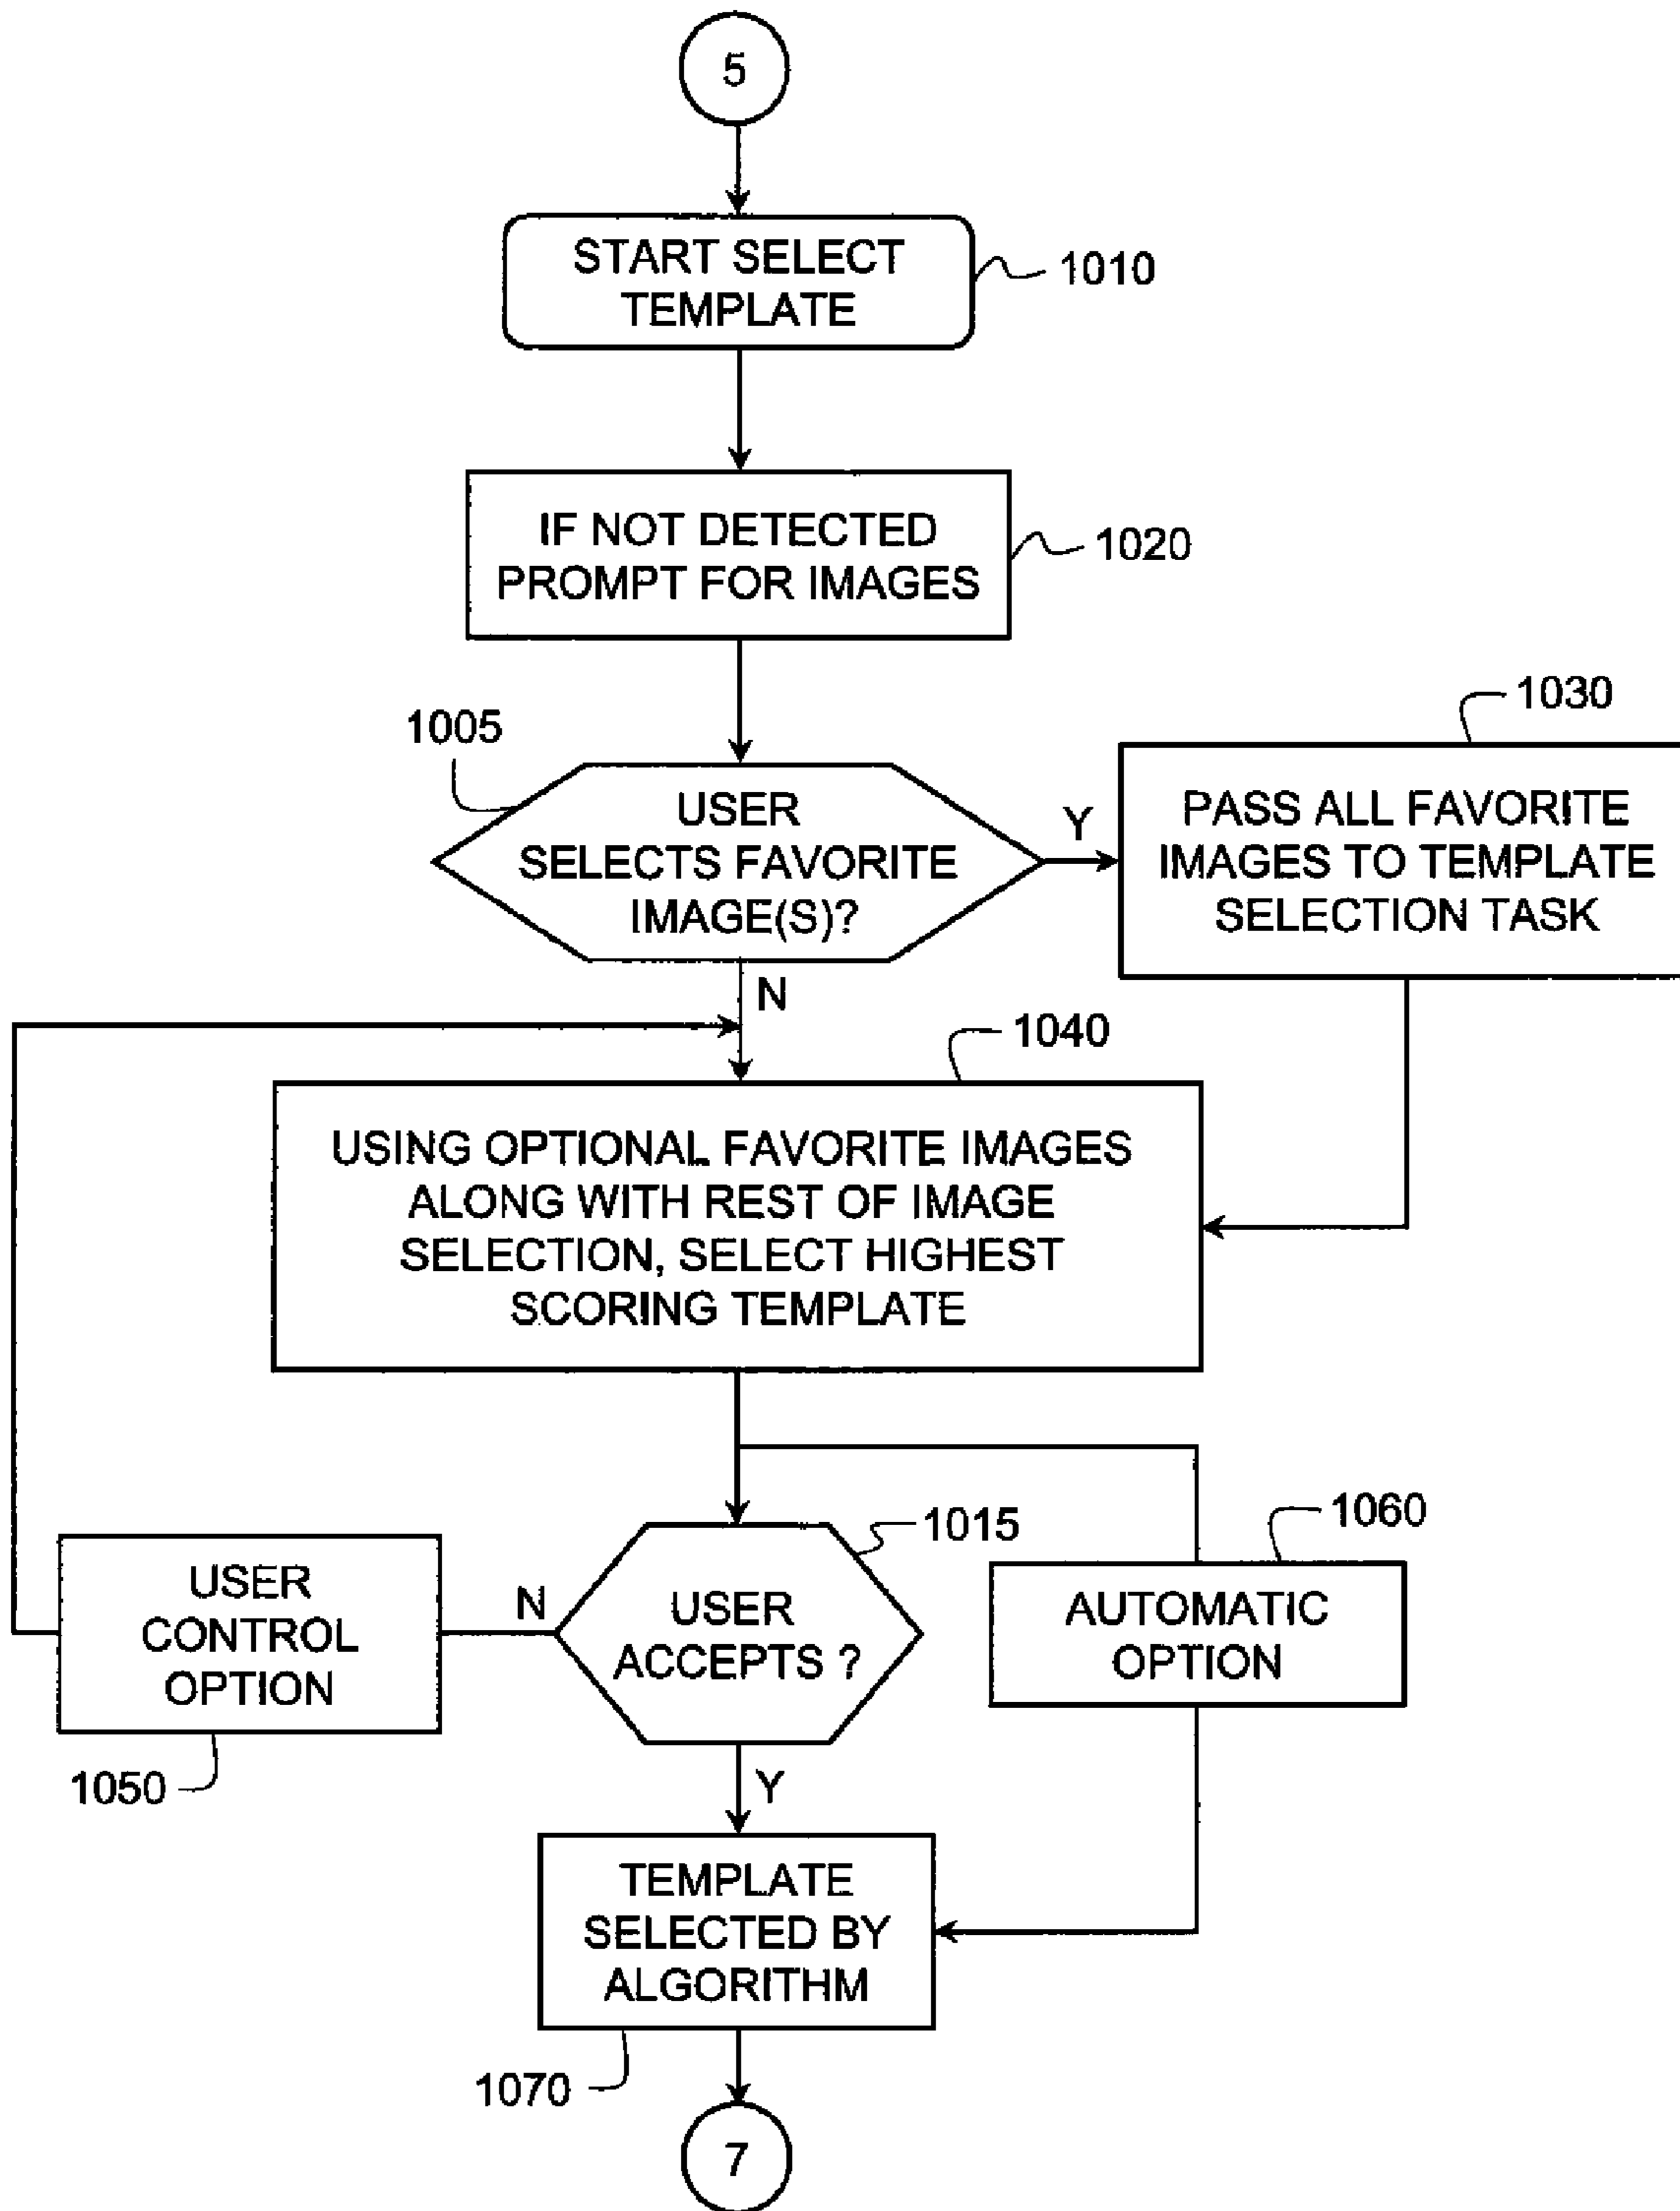 5
START SELECT
TEMPLATE
1010
IF NOT DETECTED
PROMPT FOR IMAGES
1020
1005
USER
SELECTS FAVORITE
IMAGE(S)?
Y
1030
PASS ALL FAVORITE
IMAGES TO TEMPLATE
SELECTION TASK
N
1040
USING OPTIONAL FAVORITE IMAGES
ALONG WITH REST OF IMAGE
SELECTION, SELECT HIGHEST
SCORING TEMPLATE
1015
USER
ACCEPTS ?
N
USER
CONTROL
OPTION
1050
1060
AUTOMATIC
OPTION
Y
TEMPLATE
SELECTED BY
ALGORITHM
1070
7